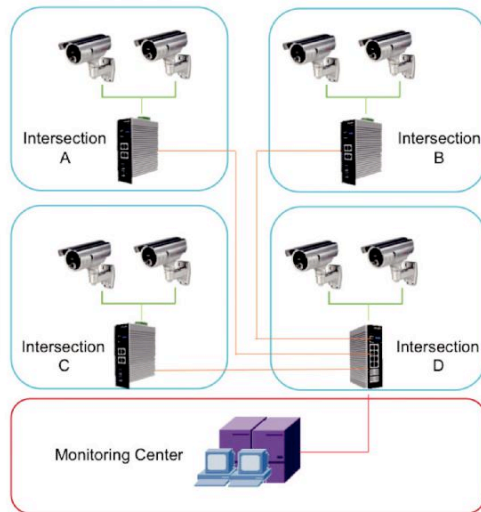 Intersection
A
Intersection
B
Intersection
C
Intersection
D
Monitoring Center